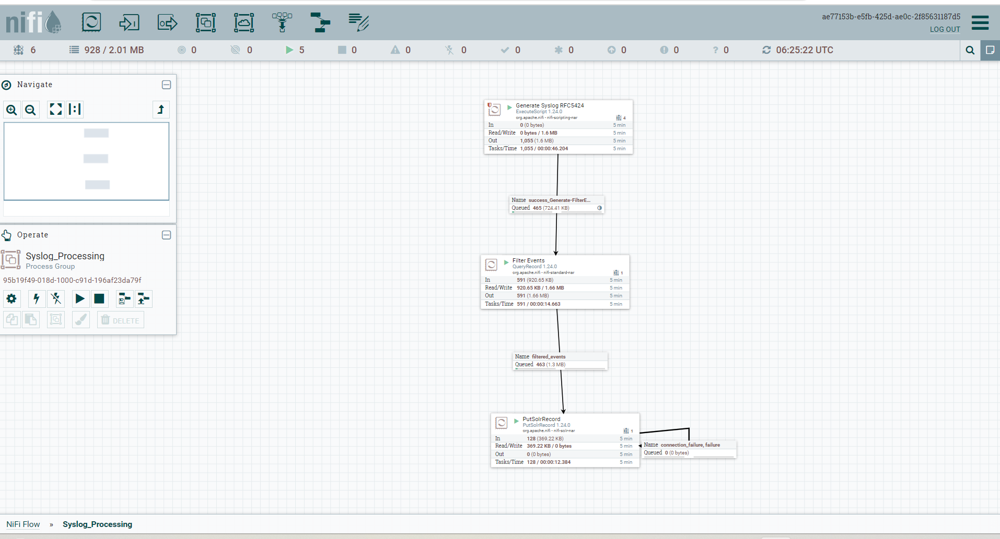 nifi
ae77153b-e5fb-425d-ae0c-2f85631187d5
LOG OUT
6 928 / 2.01 MB 0 0 5 0 0 0 0 0 0 0 ? 0 06:25:22 UTC
Navigate
Operate
Syslog_Processing
Process Group
95b19f49-018d-1000-c91d-196af23da79f
DELETE
Generate Syslog RFC5424
ExecuteScript 1.24.0
org.apache.nifi - nifi-scripting-nar
4
In 0 (0 bytes) 5 min
Read/Write 0 bytes / 1.6 MB 5 min
Out 1,055 (1.6 MB) 5 min
Tasks/Time 1,055 / 00:00:46.204 5 min
Name success_Generate-FilterE...
Queued 465 (724.41 KB)
Filter Events
QueryRecord 1.24.0
org.apache.nifi - nifi-standard-nar
1
In 591 (920.65 KB) 5 min
Read/Write 920.65 KB / 1.66 MB 5 min
Out 591 (1.66 MB) 5 min
Tasks/Time 591 / 00:00:14.663 5 min
Name filtered_events
Queued 463 (1.3 MB)
PutSolrRecord
PutSolrRecord 1.24.0
org.apache.nifi - nifi-solr-nar
1
In 128 (369.22 KB) 5 min
Read/Write 369.22 KB / 0 bytes 5 min
Out 0 (0 bytes) 5 min
Tasks/Time 128 / 00:00:12.384 5 min
Name connection_failure, failure
Queued 0 (0 bytes)
NiFi Flow » Syslog_Processing